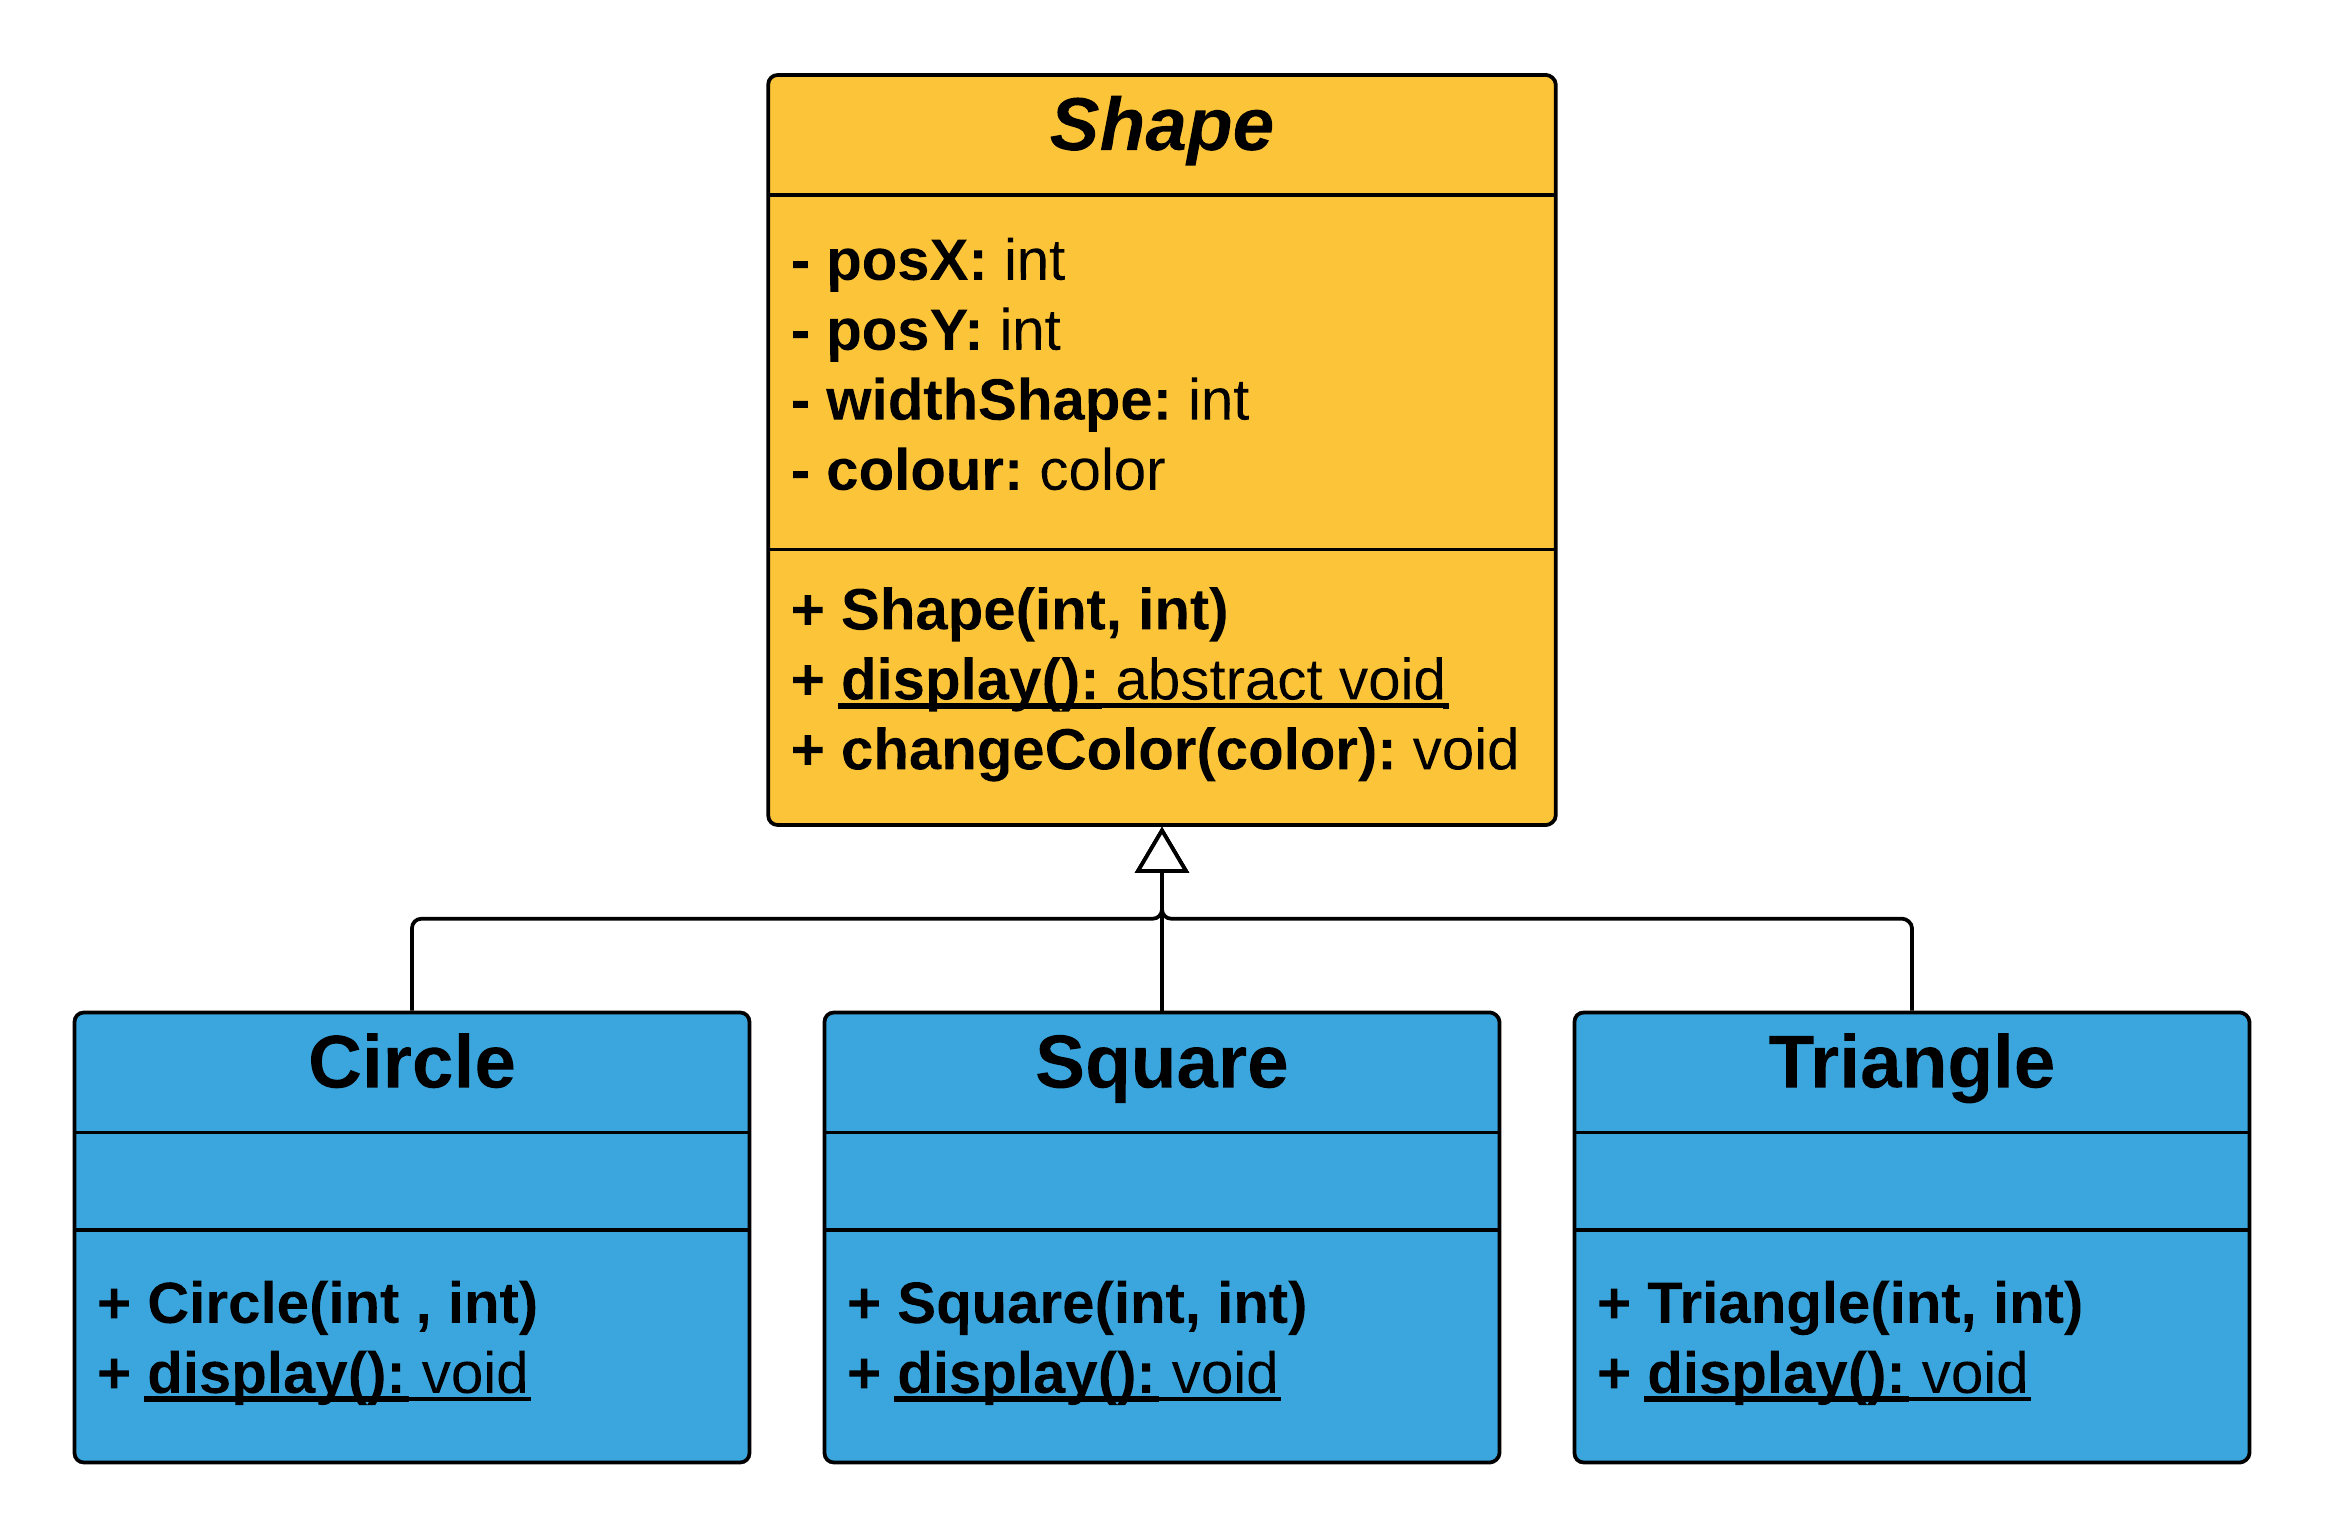 Shape
- posX: int
- posY: int
- widthShape: int
- colour: color
+ Shape(int, int)
+ display(): abstract void
+ changeColor(color): void
Circle
+ Circle(int , int)
+ display(): void
Square
+ Square(int, int)
+ display(): void
Triangle
+ Triangle(int, int)
+ display(): void